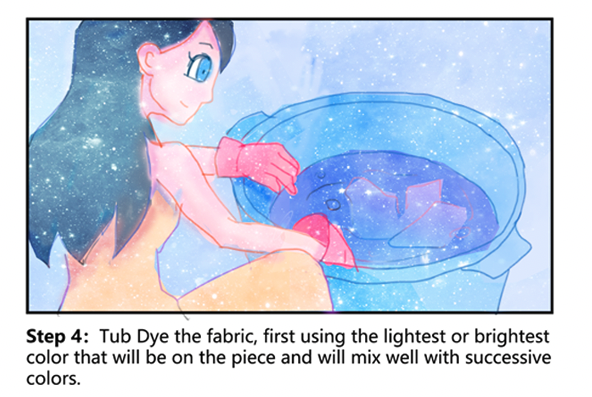 Step 4: Tub Dye the fabric, first using the lightest or brightest
color that will be on the piece and will mix well with successive
colors.